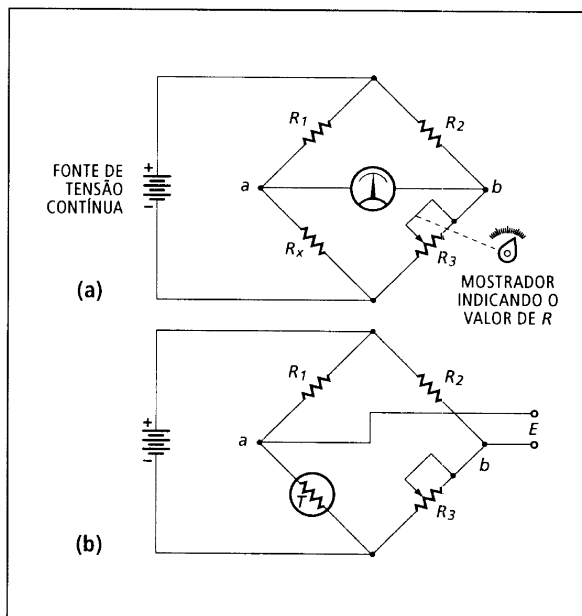 R1
R2
FONTE DE
TENSÃO
CONTÍNUA
+
-
a
b
Rx
R3
MOSTRADOR
INDICANDO O
VALOR DE R
(a)
R1
R2
+
-
a
E
b
T
R3
(b)